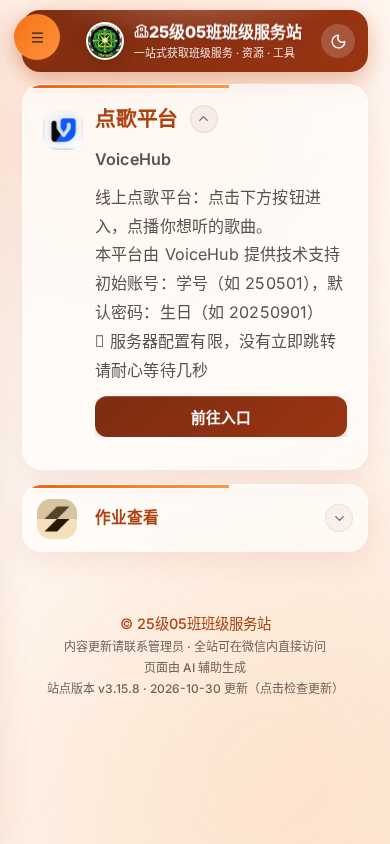 25级05班班级服务站
一站式获取班级服务 · 资源 · 工具
点歌平台
VoiceHub
线上点歌平台：点击下方按钮进
入，点播你想听的歌曲。
本平台由 VoiceHub 提供技术支持
初始账号：学号（如 250501），默
认密码：生日（如 20250901）
服务器配置有限，没有立即跳转
请耐心等待几秒
前往入口
作业查看
© 25级05班班级服务站
内容更新请联系管理员 · 全站可在微信内直接访问
页面由 AI 辅助生成
站点版本 v3.15.8 · 2026-10-30 更新（点击检查更新）